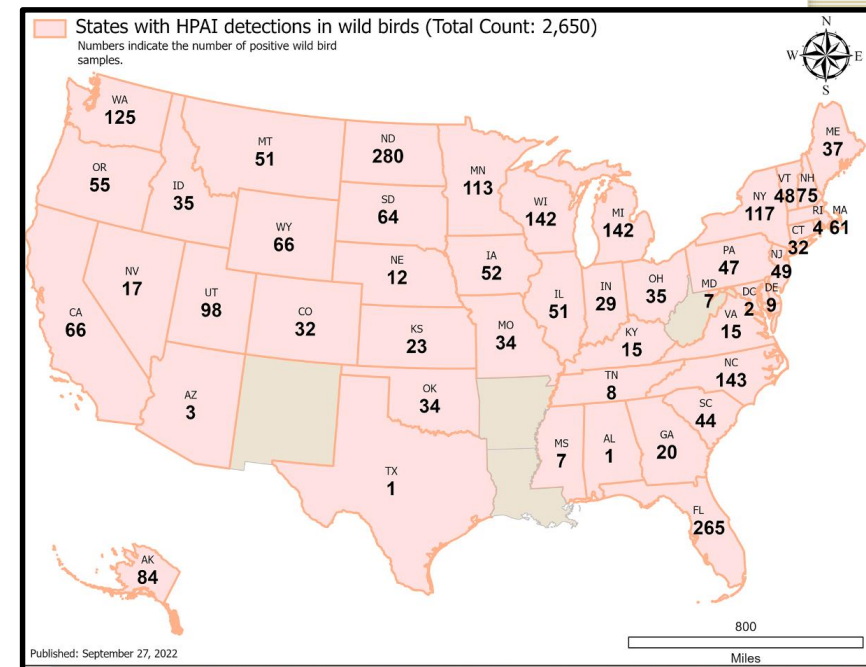 States with HPAI detections in wild birds (Total Count: 2,650)
Numbers indicate the number of positive wild bird
samples.
N
W E
S
WA
125
OR
55
ID
35
MT
51
ND
280
MN
113
SD
64
WY
66
WI
142
MI
142
ME
37
VT
48
NH
75
NY
117
RI
4
MA
61
CT
32
PA
47
NJ
49
NE
12
IA
52
NV
17
UT
98
CA
66
CO
32
KS
23
MO
34
IL
51
IN
29
OH
35
MD
7
DC
2
DE
9
VA
15
KY
15
NC
143
TN
8
SC
44
AZ
3
OK
34
MS
7
AL
1
GA
20
TX
1
FL
265
AK
84
800
Miles
Published: September 27, 2022